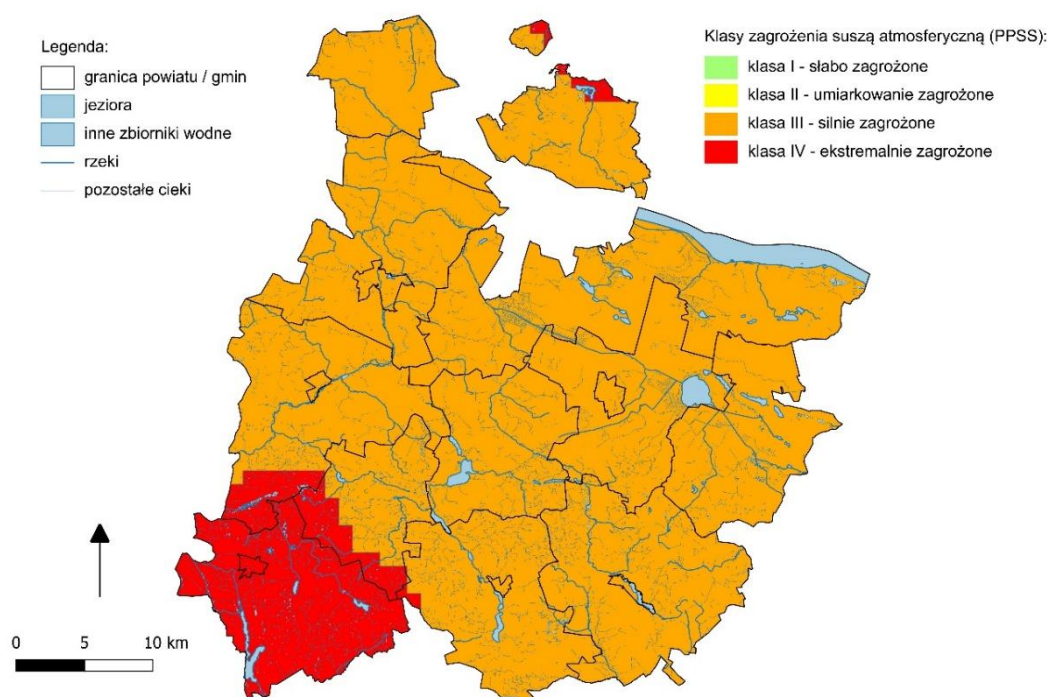 Legenda:
granica powiatu / gmin
jeziora
inne zbiorniki wodne
rzeki
pozostałe cieki
Klasy zagrożenia suszą atmosferyczną (PPSS):
klasa I - słabo zagrożone
klasa II - umiarkowanie zagrożone
klasa III - silnie zagrożone
klasa IV - ekstremalnie zagrożone
0 5 10 km